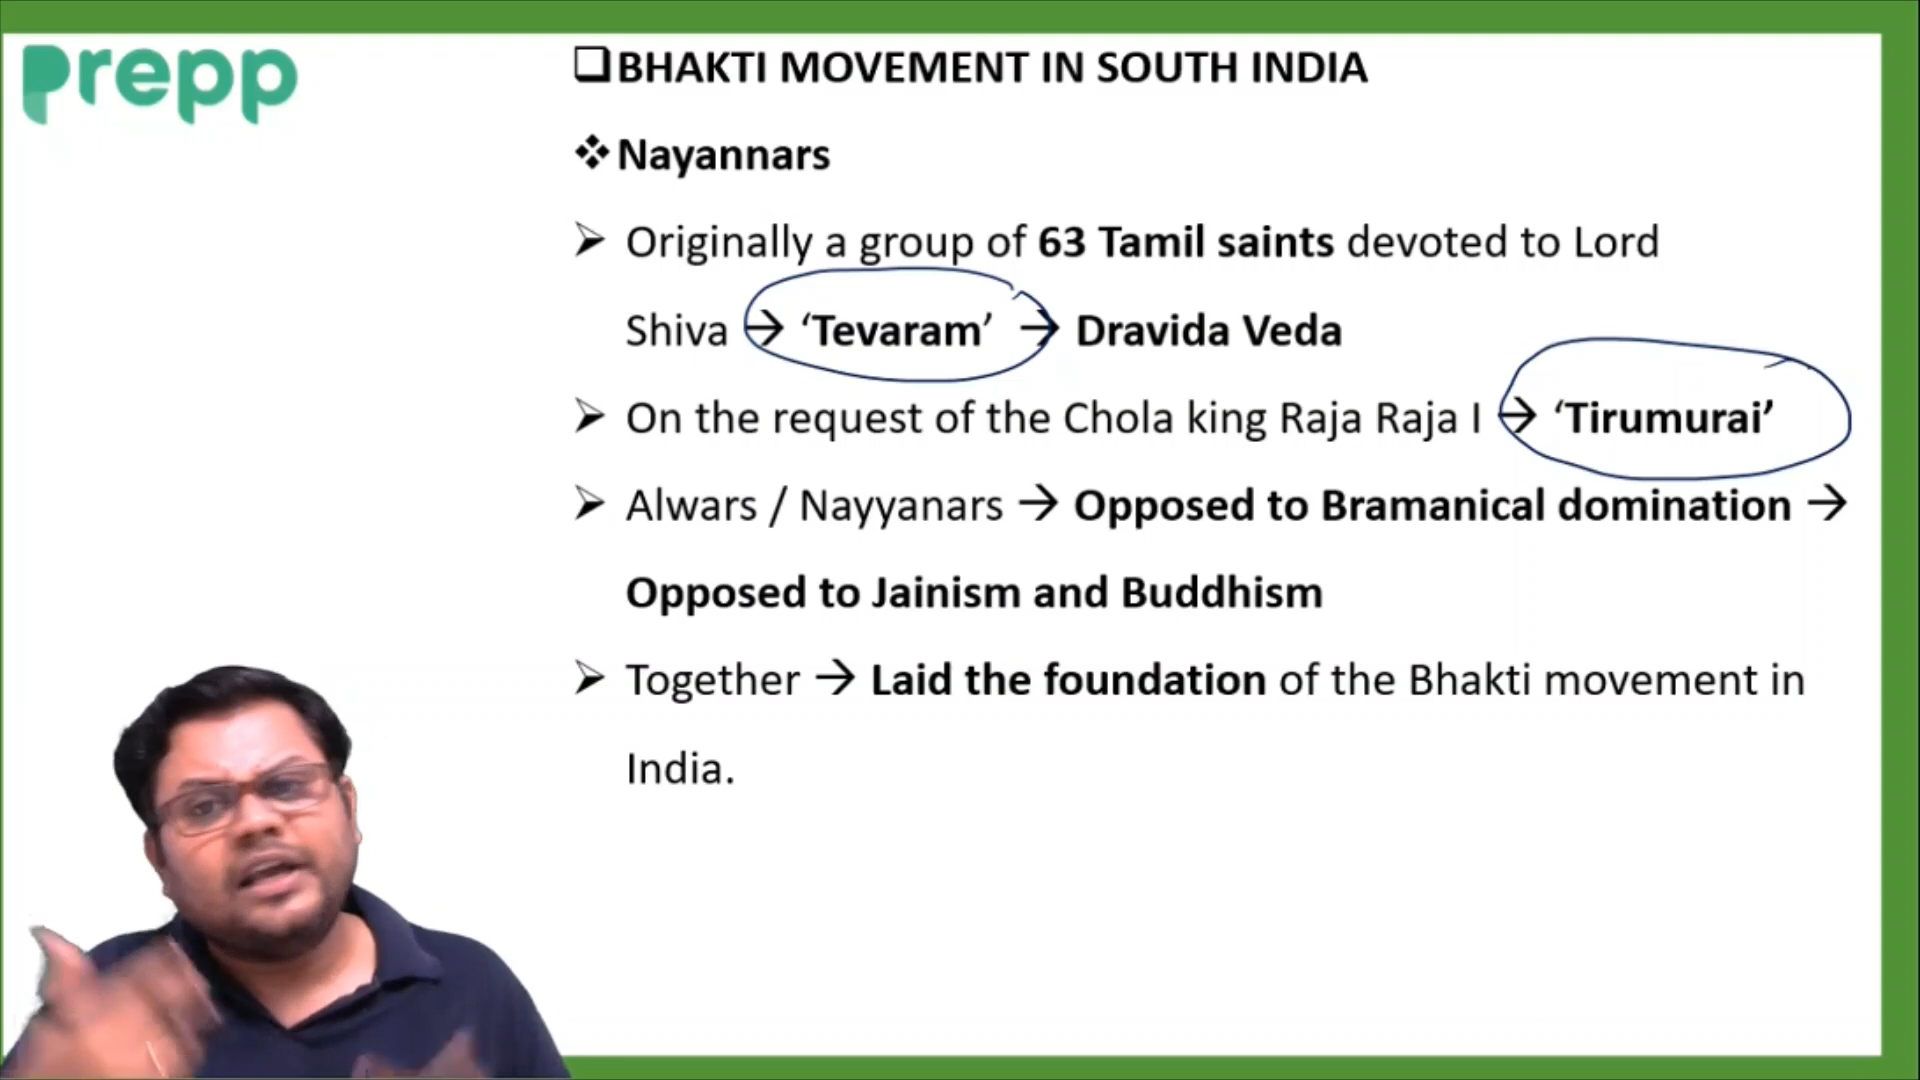 prepp
❑BHAKTI MOVEMENT IN SOUTH INDIA
❖Nayannars
➢ Originally a group of 63 Tamil saints devoted to Lord
Shiva → ‘Tevaram’ → Dravida Veda
➢ On the request of the Chola king Raja Raja I → ‘Tirumurai’
➢ Alwars / Nayyanars → Opposed to Bramanical domination →
Opposed to Jainism and Buddhism
➢ Together → Laid the foundation of the Bhakti movement in
India.